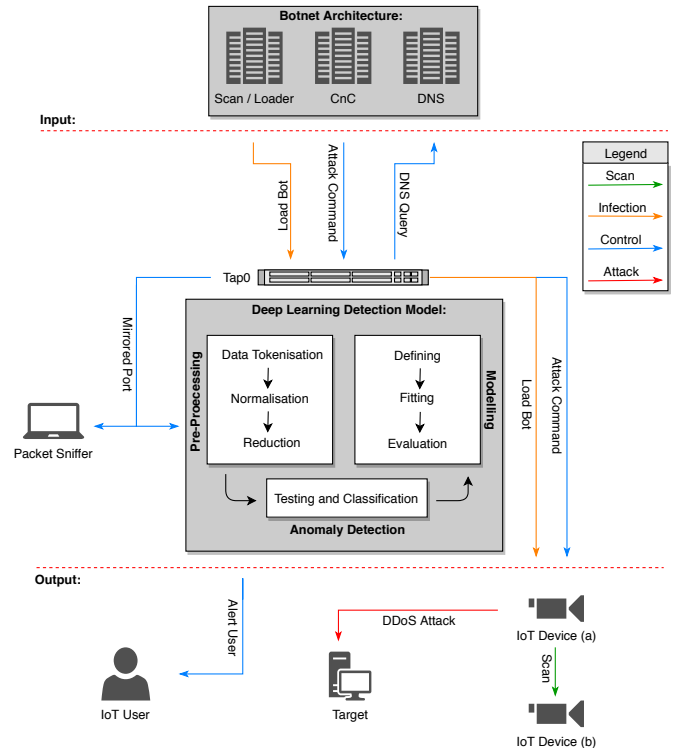 Botnet Architecture:
Scan / Loader
CnC
DNS
Input:
Load Bot
Attack Command
DNS Query
Legend
Scan
Infection
Control
Attack
Tap0
Mirrored Port
Packet Sniffer
Deep Learning Detection Model:
Pre-Proecessing
Data Tokenisation
Normalisation
Reduction
Defining
Fitting
Evaluation
Modelling
Testing and Classification
Anomaly Detection
Load Bot
Attack Command
Output:
Alert User
IoT User
DDoS Attack
Target
IoT Device (a)
Scan
IoT Device (b)